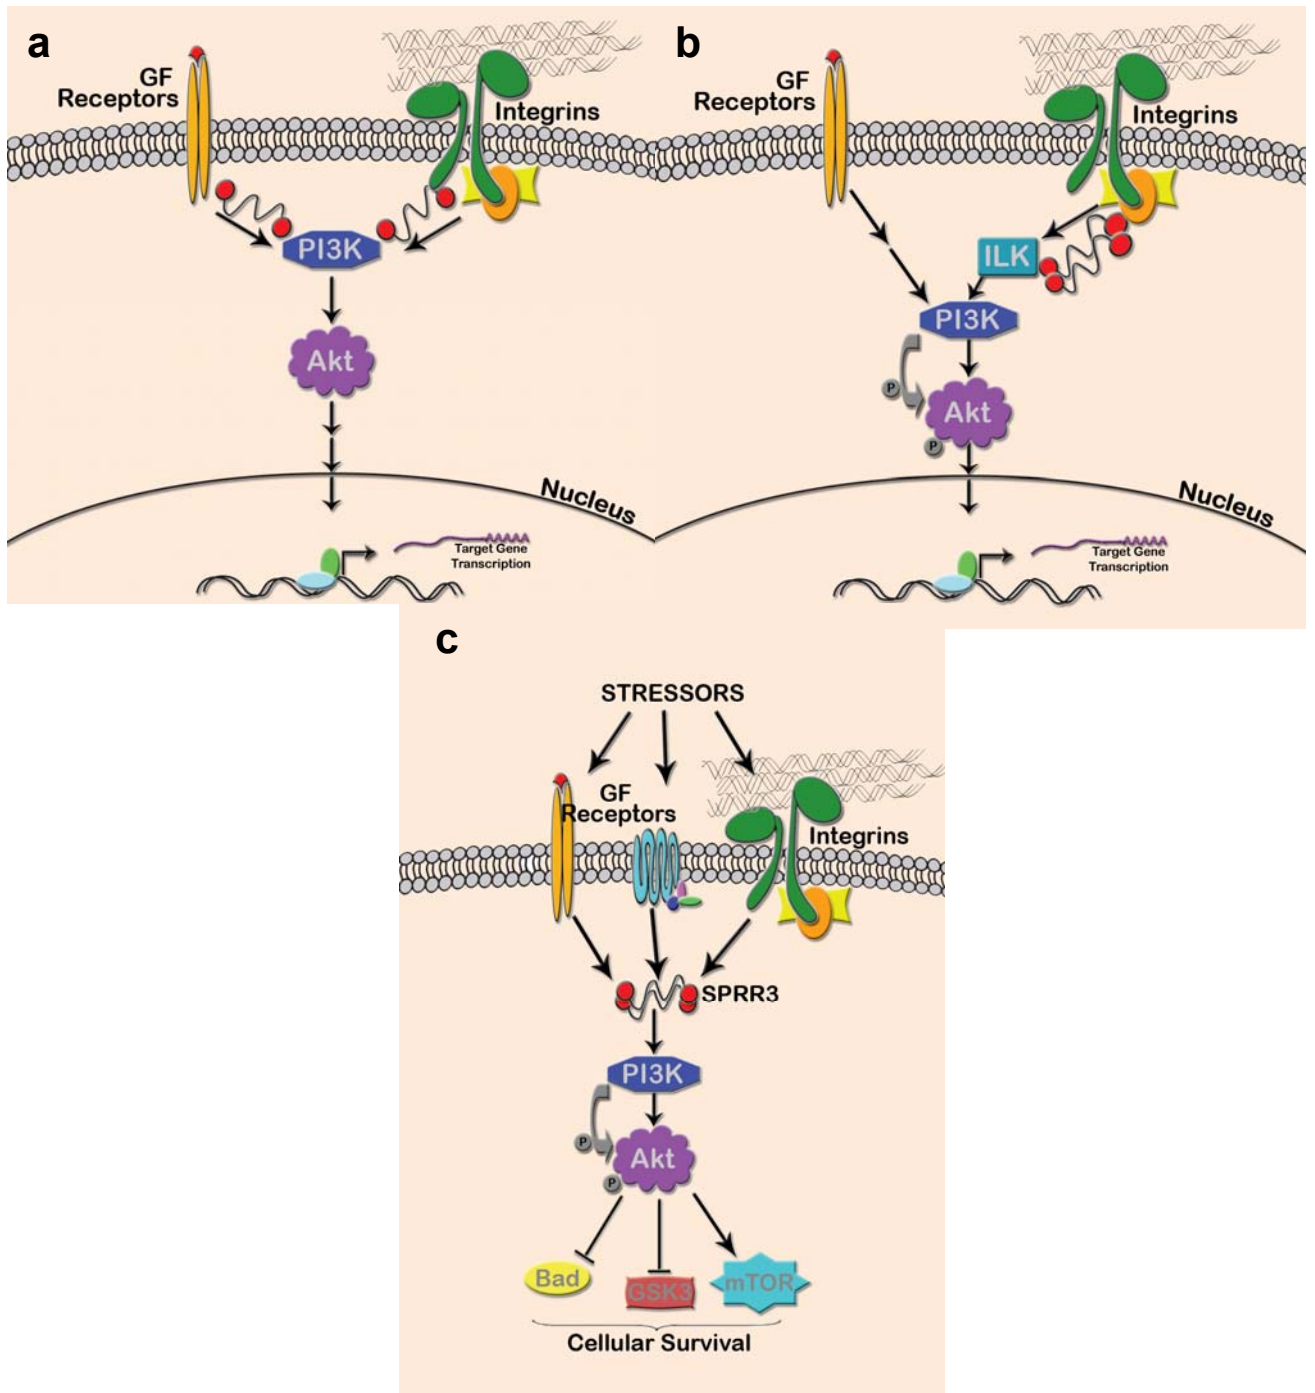 a
GF
Receptors
Integrins
PI3K
Akt
Nucleus
Target Gene
Transcription
b
GF
Receptors
Integrins
ILK
PI3K
P
Akt
P
Nucleus
Target Gene
Transcription
c
STRESSORS
GF
Receptors
Integrins
SPRR3
PI3K
P
Akt
P
Bad
GSK3
mTOR
Cellular Survival